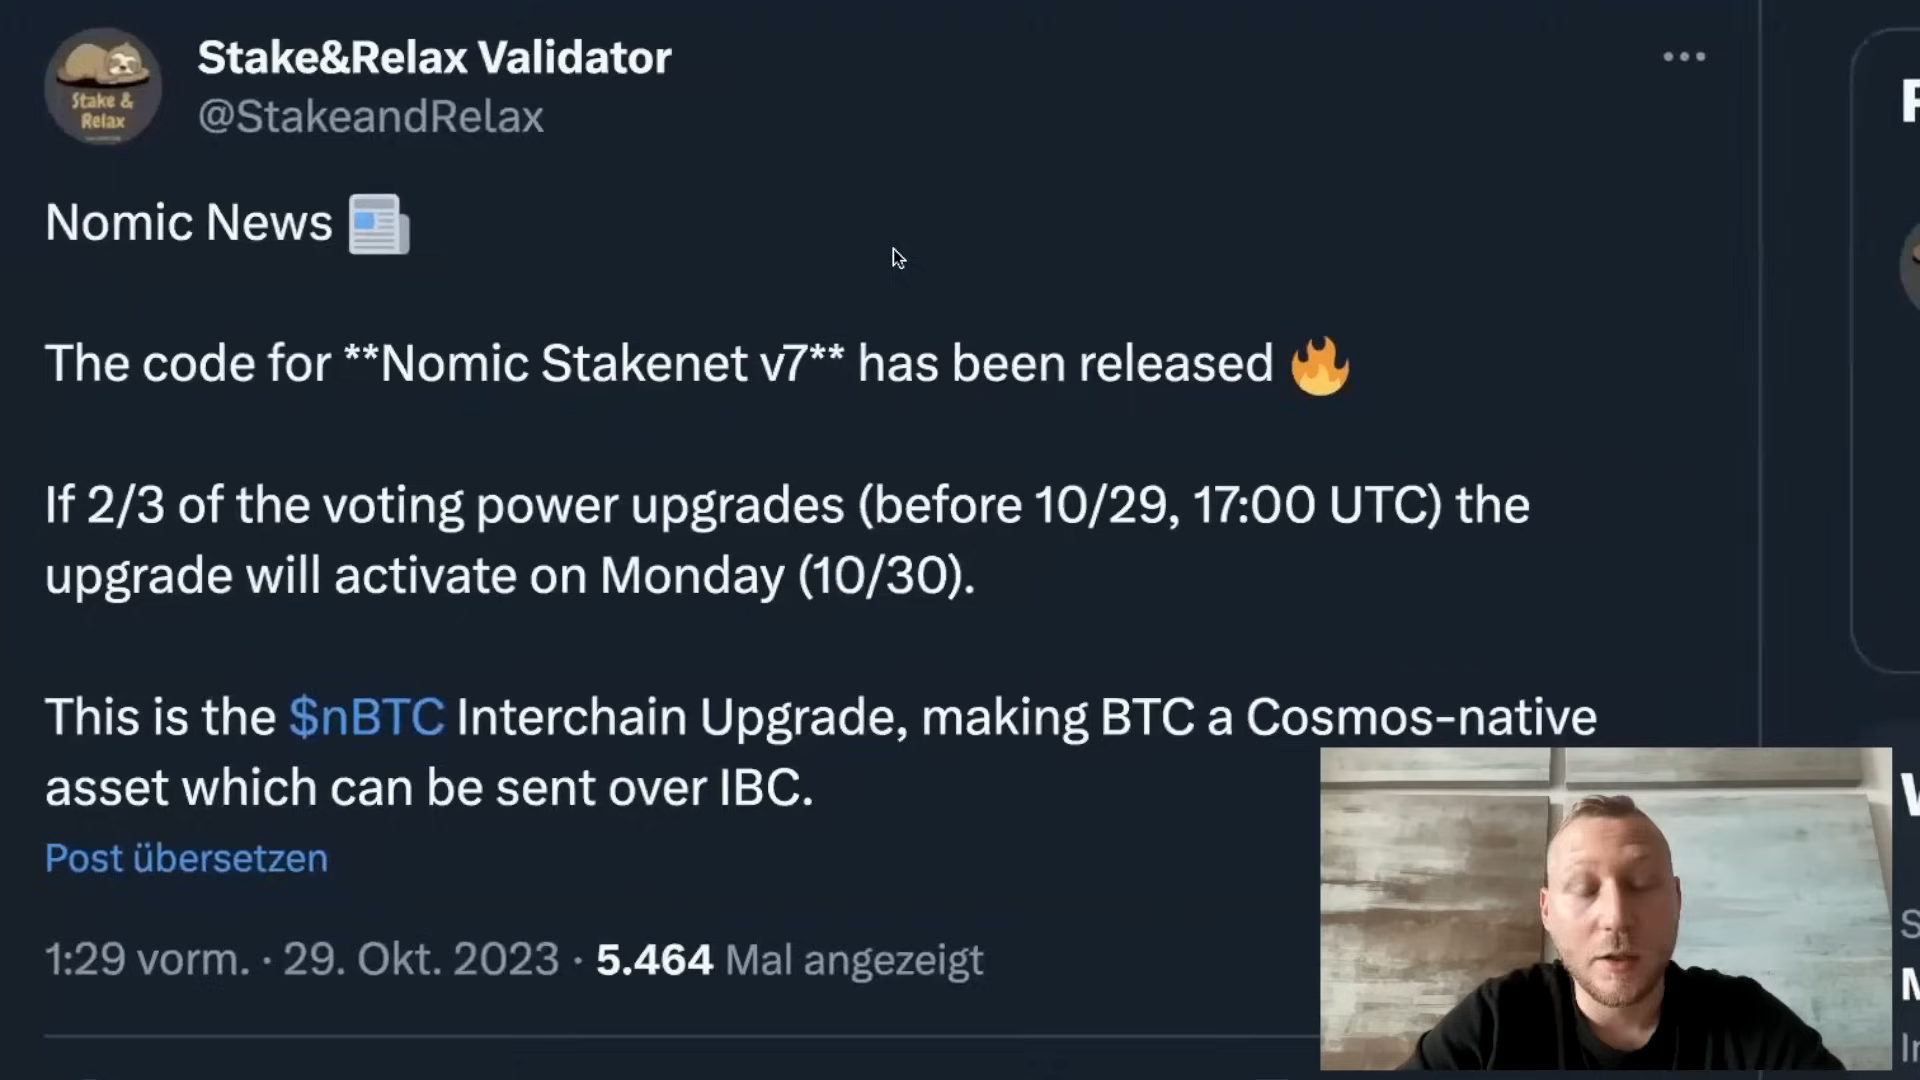 Stake&Relax Validator
@StakeandRelax
Stake &
Relax
Nomic News
The code for **Nomic Stakenet v7** has been released
If 2/3 of the voting power upgrades (before 10/29, 17:00 UTC) the
upgrade will activate on Monday (10/30).
This is the $nBTC Interchain Upgrade, making BTC a Cosmos-native
asset which can be sent over IBC.
Post übersetzen
1:29 vorm. · 29. Okt. 2023 · 5.464 Mal angezeigt